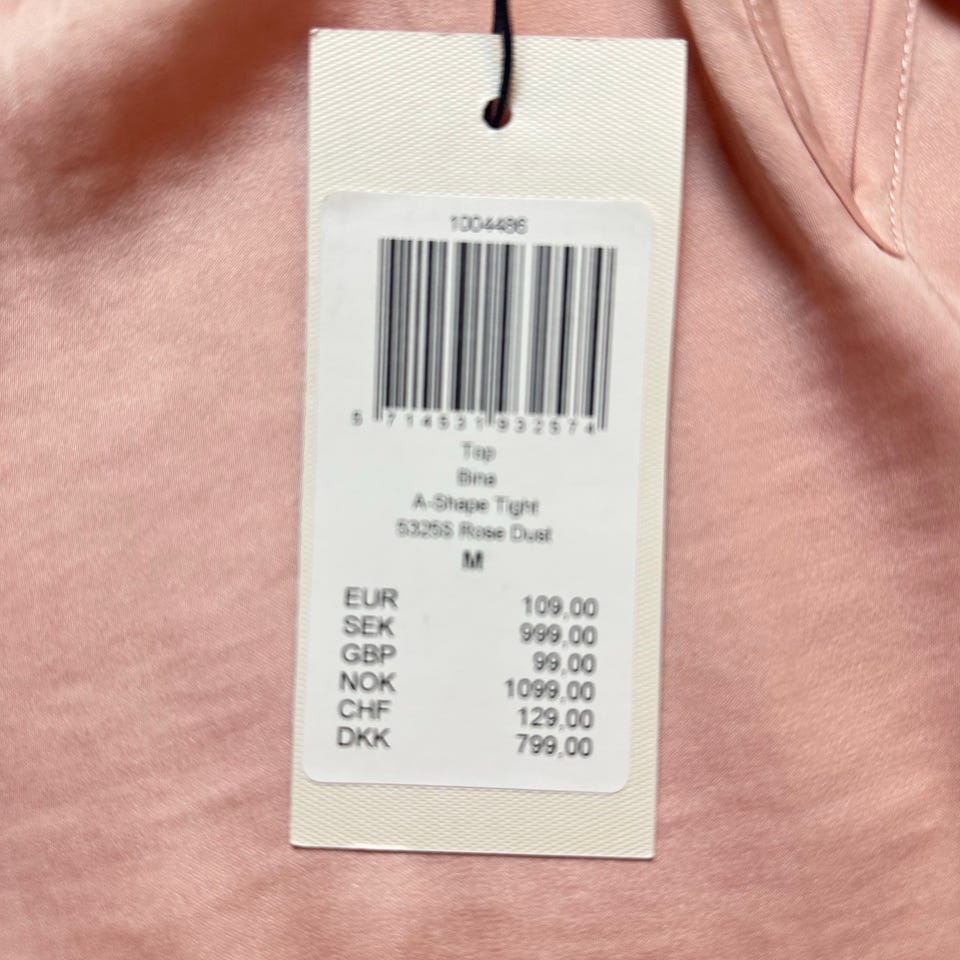 1004486
5 714531 932574
Top
Bina
A-Shape Tight
5325S Rose Dust
M
EUR 109,00
SEK 999,00
GBP 99,00
NOK 1099,00
CHF 129,00
DKK 799,00